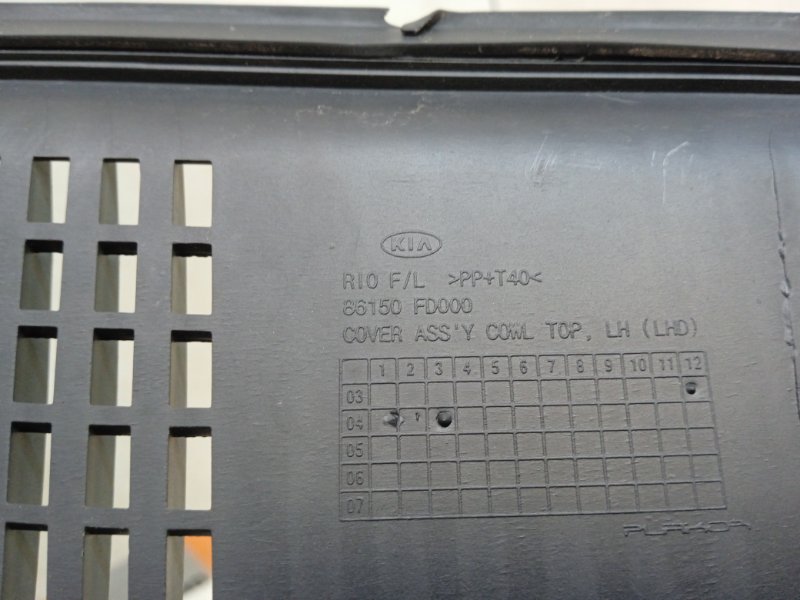 KIA
RIO F/L >PP+T40<
86150 FD000
COVER ASS'Y COWL TOP, LH (LHD)
1 2 3 4 5 6 7 8 9 10 11 12
03
04
05
06
07
PLAKOR